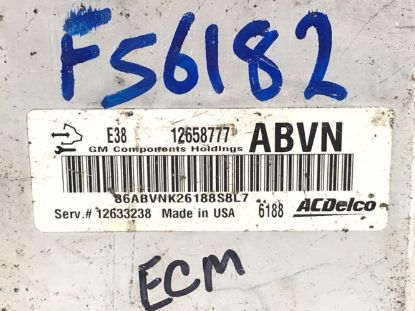 FS6182
E38 12658777 ABVN
GM Components Holdings
86ABVNK26188S8L7
Serv.# 12633238 Made in USA 6188 ACDelco
ECM